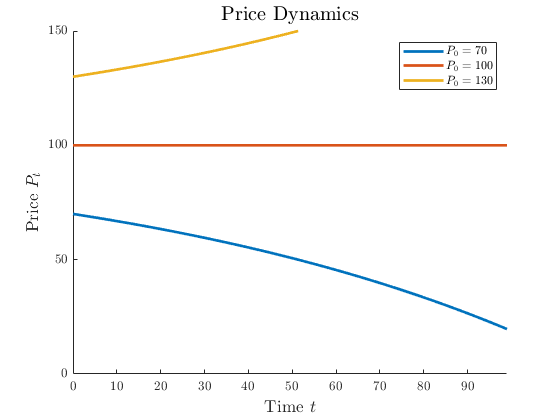 Price Dynamics
150
100
50
0
Price $P_t$
$P_0 = 70$
$P_0 = 100$
$P_0 = 130$
0 10 20 30 40 50 60 70 80 90
Time $t$